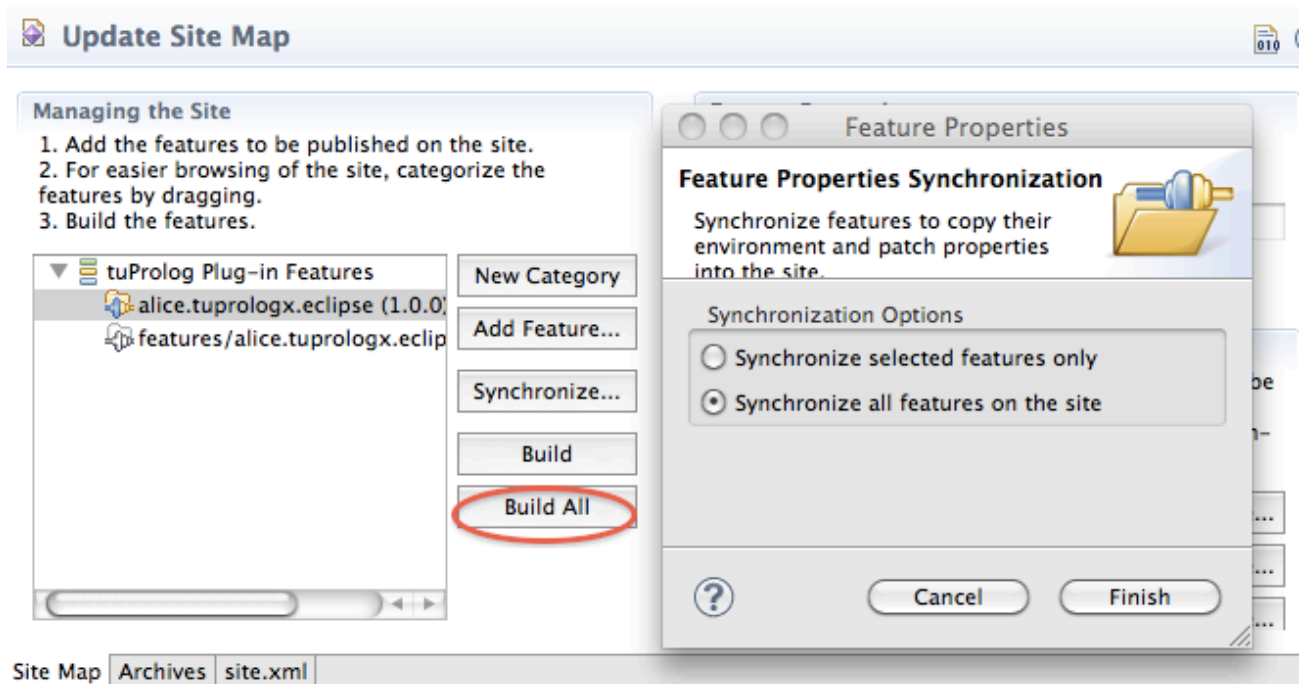 Update Site Map
010
Managing the Site
1. Add the features to be published on the site.
2. For easier browsing of the site, categorize the
features by dragging.
3. Build the features.
tuProlog Plug-in Features
alice.tuprologx.eclipse (1.0.0)
features/alice.tuprologx.eclip
New Category
Add Feature...
Synchronize...
Build
Build All
Feature Properties
Feature Properties Synchronization
Synchronize features to copy their
environment and patch properties
into the site.
Synchronization Options
Synchronize selected features only
Synchronize all features on the site
?
Cancel
Finish
be
n-
...
...
...
Site Map
Archives
site.xml